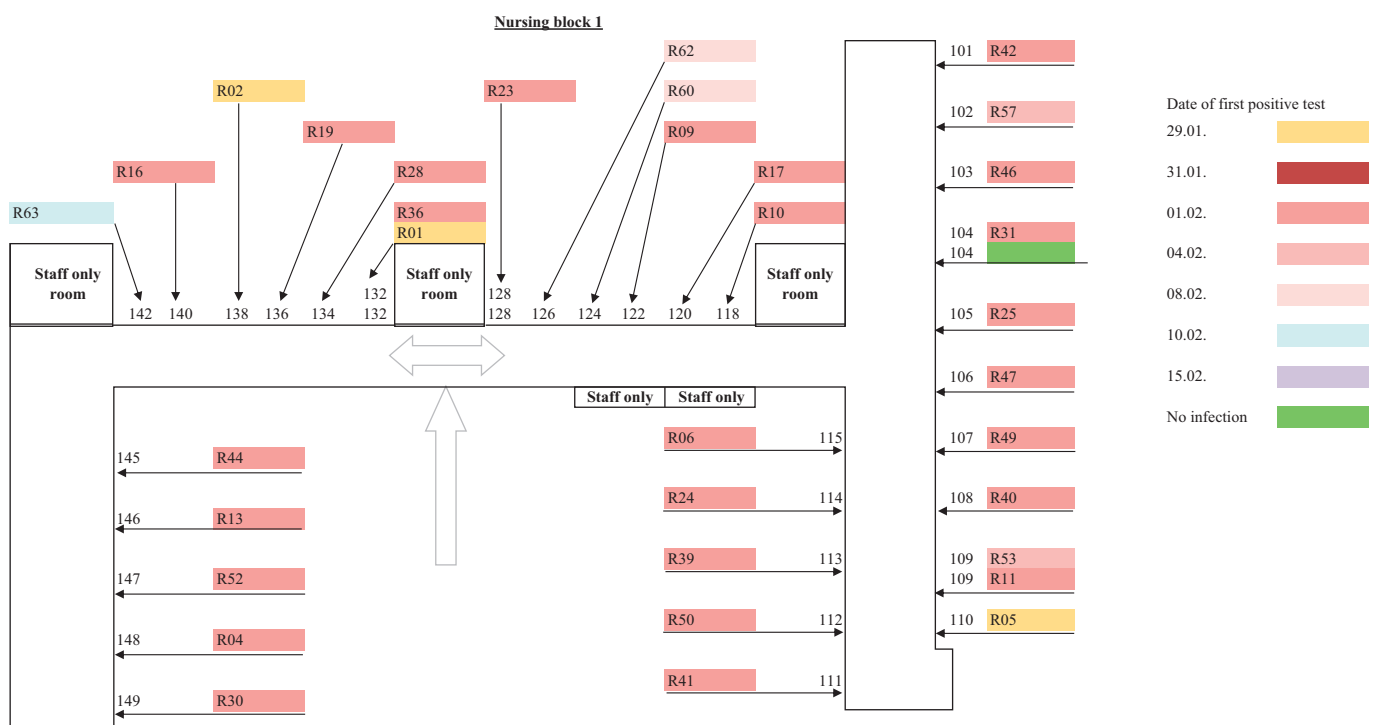 Nursing block 1
R62
R02
R23
R60
R19
R09
R16
R28
R17
R63
R36
R10
R01
Staff only
room
Staff only
room
Staff only
room
132
128
142
140
138
136
134
132
128
126
124
122
120
118
Staff only
Staff only
145
R44
146
R13
147
R52
148
R04
149
R30
R06
115
R24
114
R39
113
R50
112
R41
111
101
R42
102
R57
103
R46
104
R31
104
105
R25
106
R47
107
R49
108
R40
109
R53
109
R11
110
R05
Date of first positive test
29.01.
31.01.
01.02.
04.02.
08.02.
10.02.
15.02.
No infection